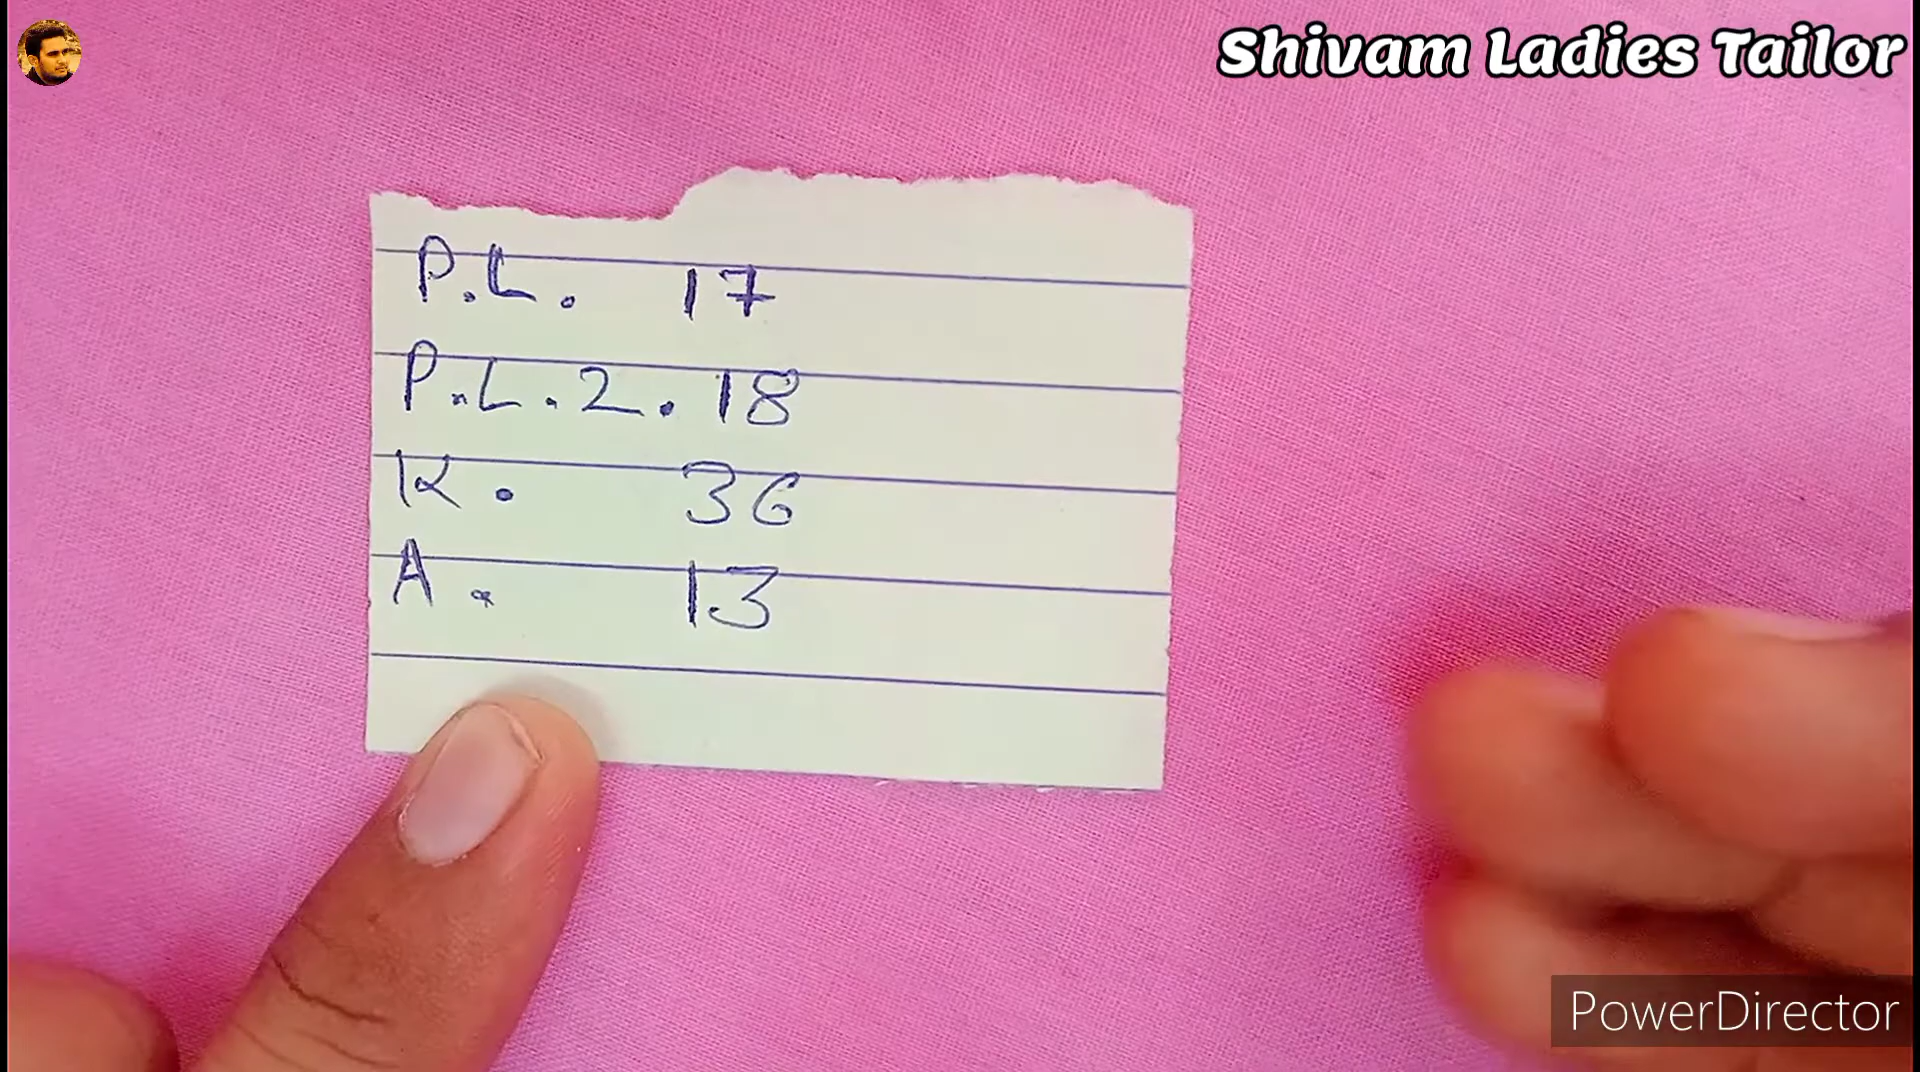 Shivam Ladies Tailor
P.L. 17
P.L.2. 18
K. 36
A. 13
PowerDirector